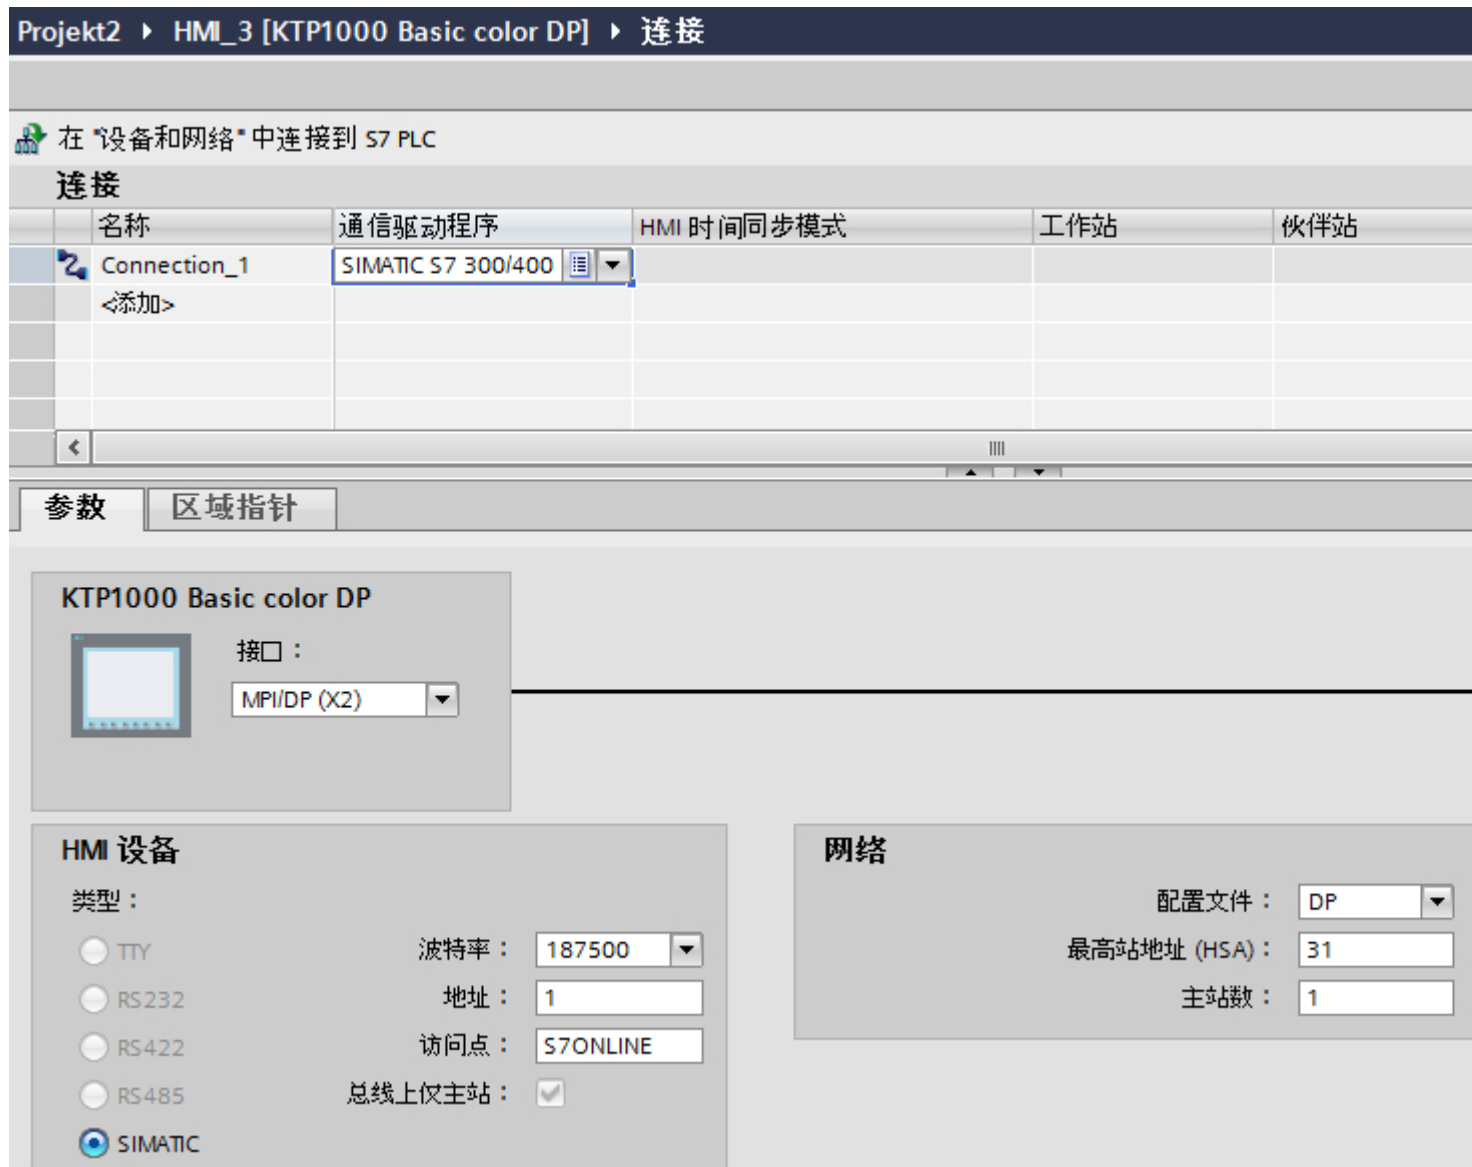 Projekt2 ▸ HMI_3 [KTP1000 Basic color DP] ▸ 连接
在 "设备和网络" 中连接到 S7 PLC
连接
名称 通信驱动程序 HMI 时间同步模式 工作站 伙伴站
Connection_1 SIMATIC S7 300/400
<添加>
参数 区域指针
KTP1000 Basic color DP
接口：
MPI/DP (X2)
HMI 设备 网络
类型： 配置文件： DP
TTY 波特率： 187500 最高站地址 (HSA)： 31
RS232 地址： 1 主站数： 1
RS422 访问点： S7ONLINE
RS485 总线上仅主站：
SIMATIC